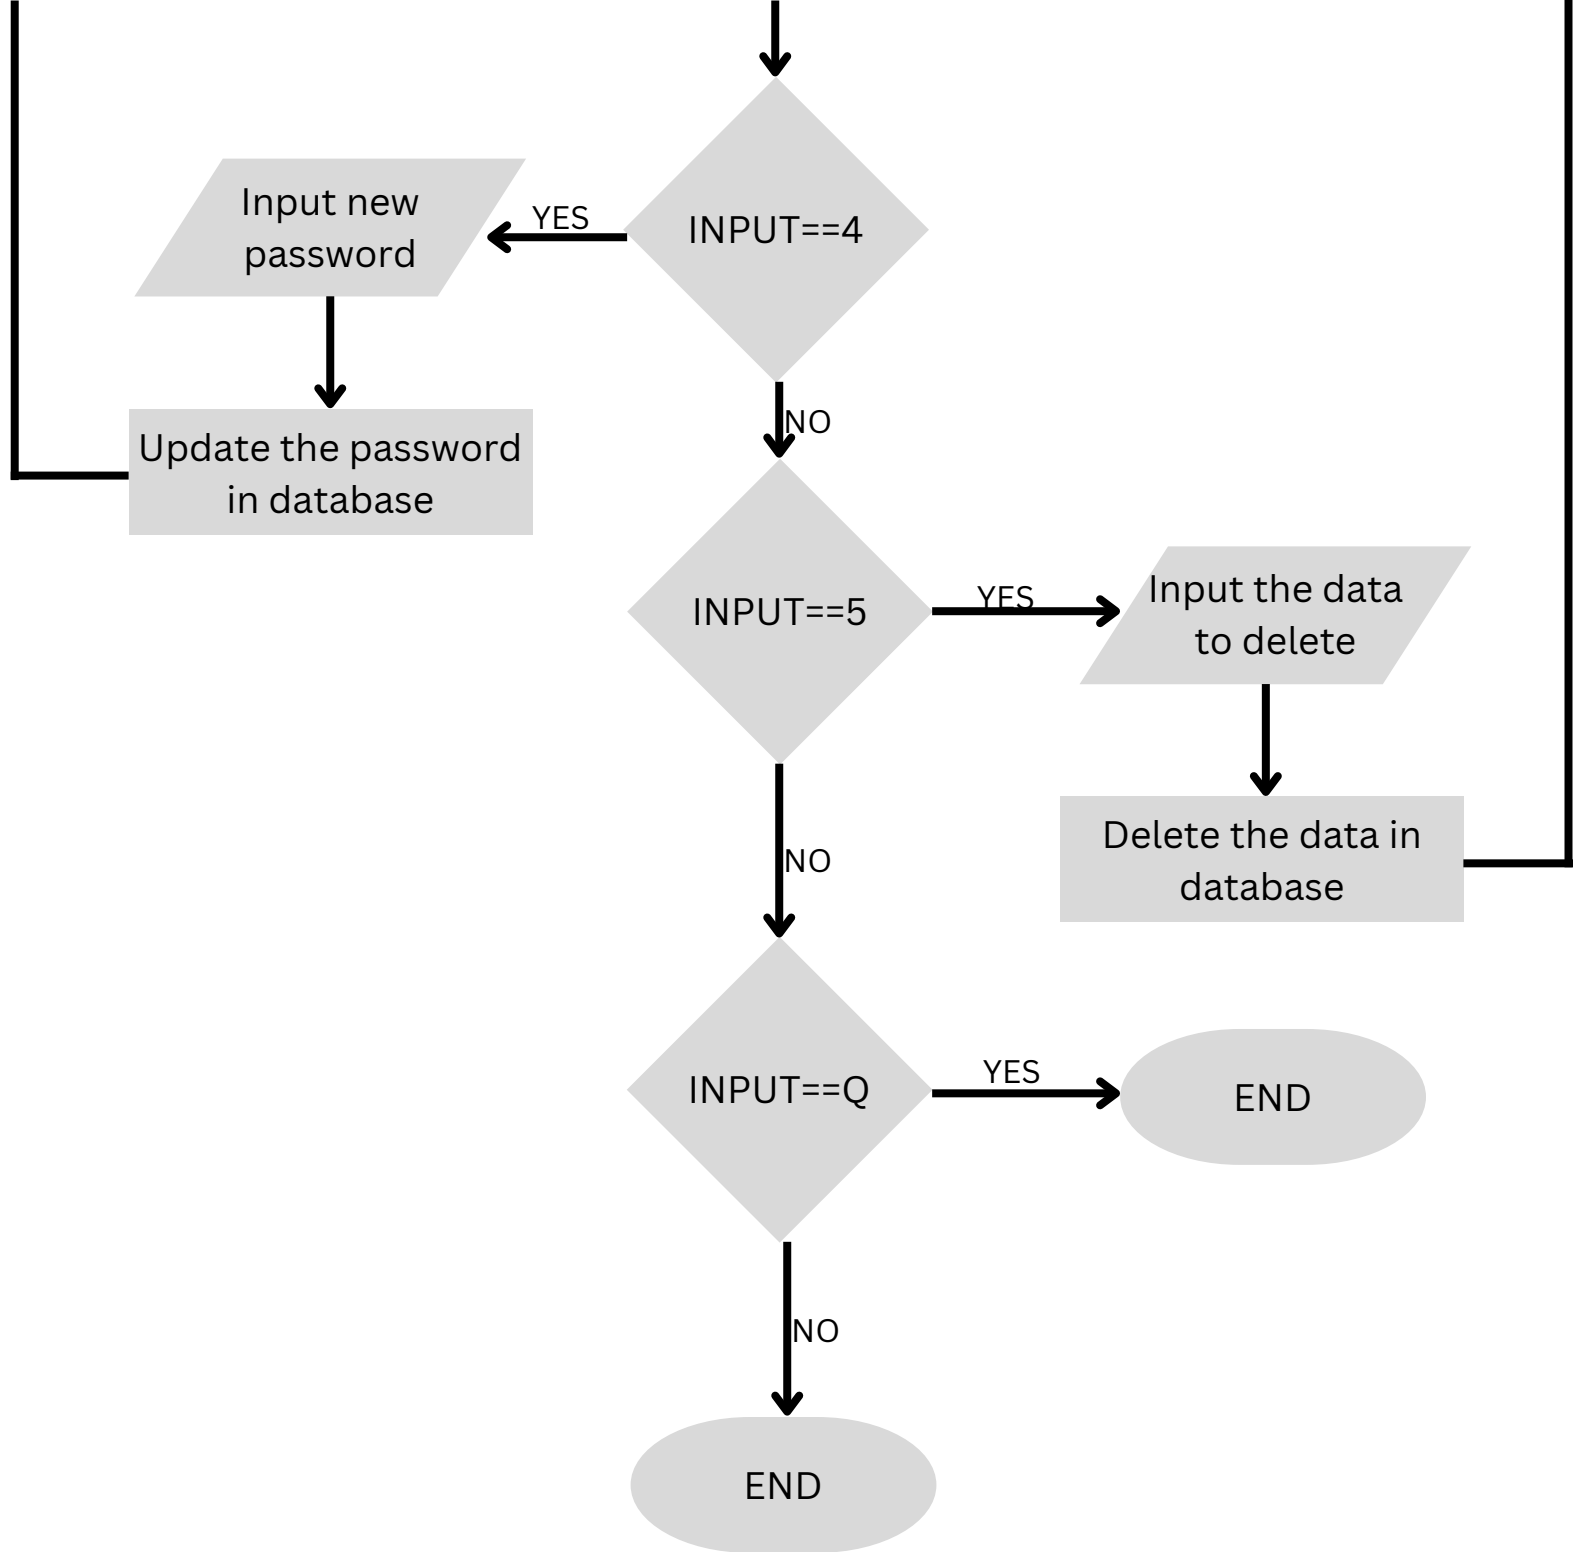 INPUT==4
YES
Input new
password
NO
Update the password
in database
INPUT==5
YES
Input the data
to delete
NO
Delete the data in
database
INPUT==Q
YES
END
NO
END